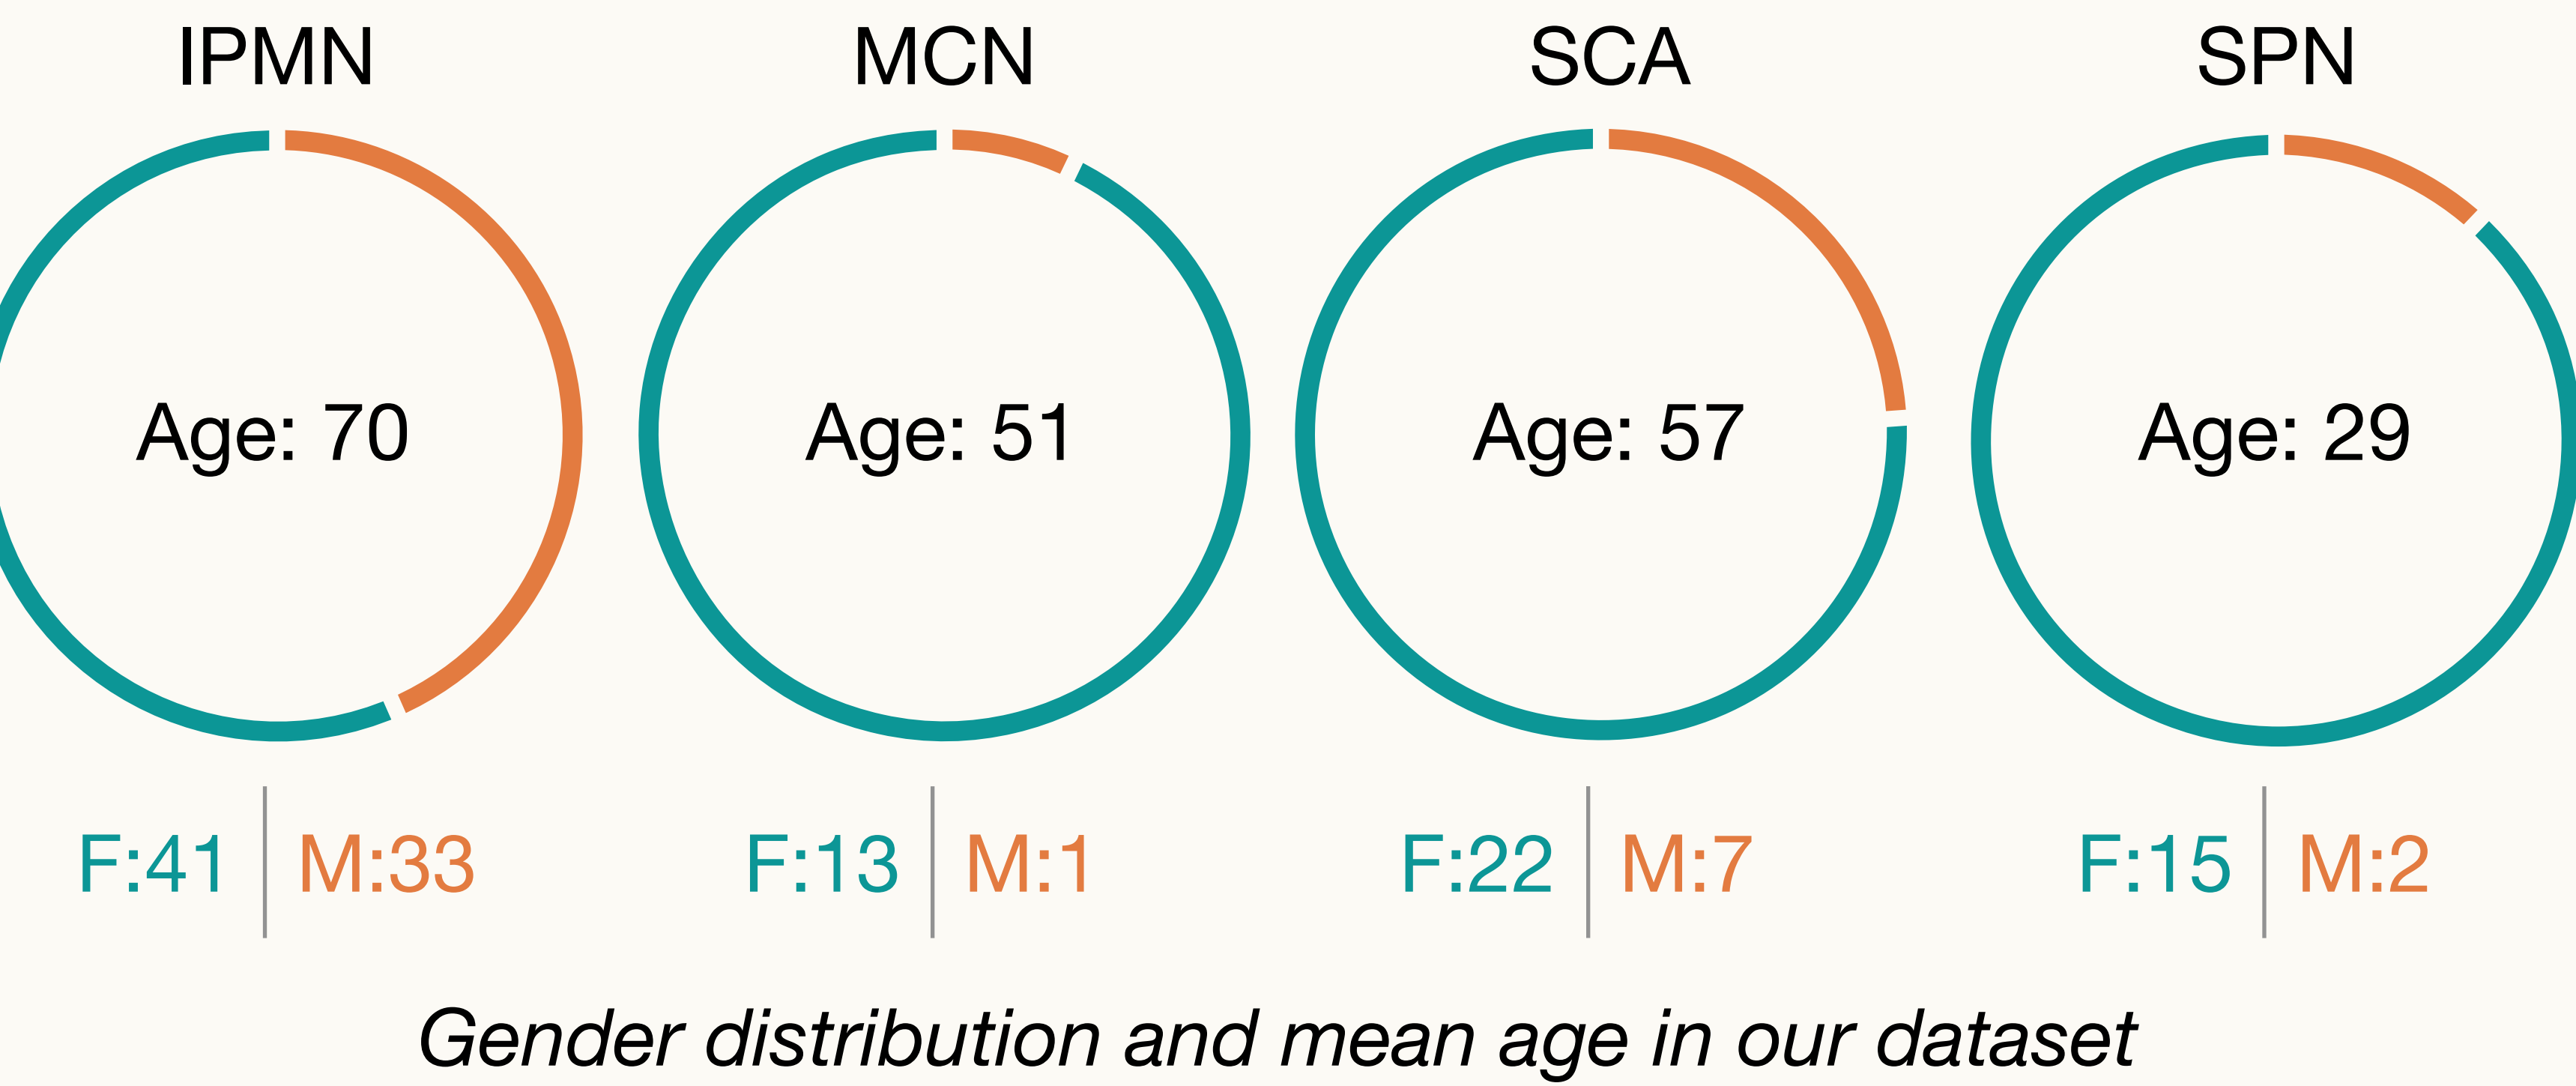 IPMN MCN SCA SPN
Age: 70 Age: 51 Age: 57 Age: 29
F:41 M:33 F:13 M:1 F:22 M:7 F:15 M:2
Gender distribution and mean age in our dataset